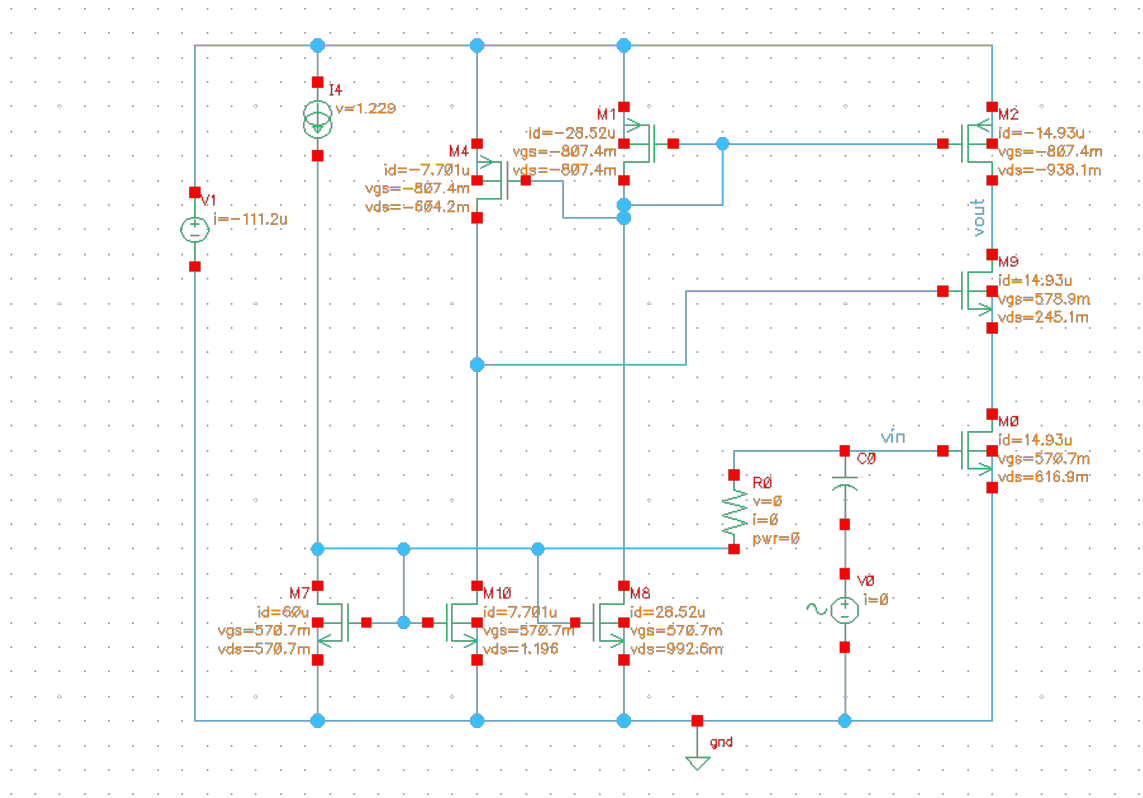 I4
v=1.229
M1
id=-28.52u
vgs=-807.4m
vds=-807.4m
M2
id=-14.93u
vgs=-807.4m
vds=-938.1m
M4
id=-7.701u
vgs=-807.4m
vds=-604.2m
V1
i=-111.2u
vout
M9
id=14.93u
vgs=578.9m
vds=245.1m
vin
M0
id=14.93u
vgs=570.7m
vds=616.9m
C0
R0
v=0
i=0
pwr=0
V0
i=0
M7
id=60u
vgs=570.7m
vds=570.7m
M10
id=7.701u
vgs=570.7m
vds=1.196
M8
id=28.52u
vgs=570.7m
vds=992.6m
gnd